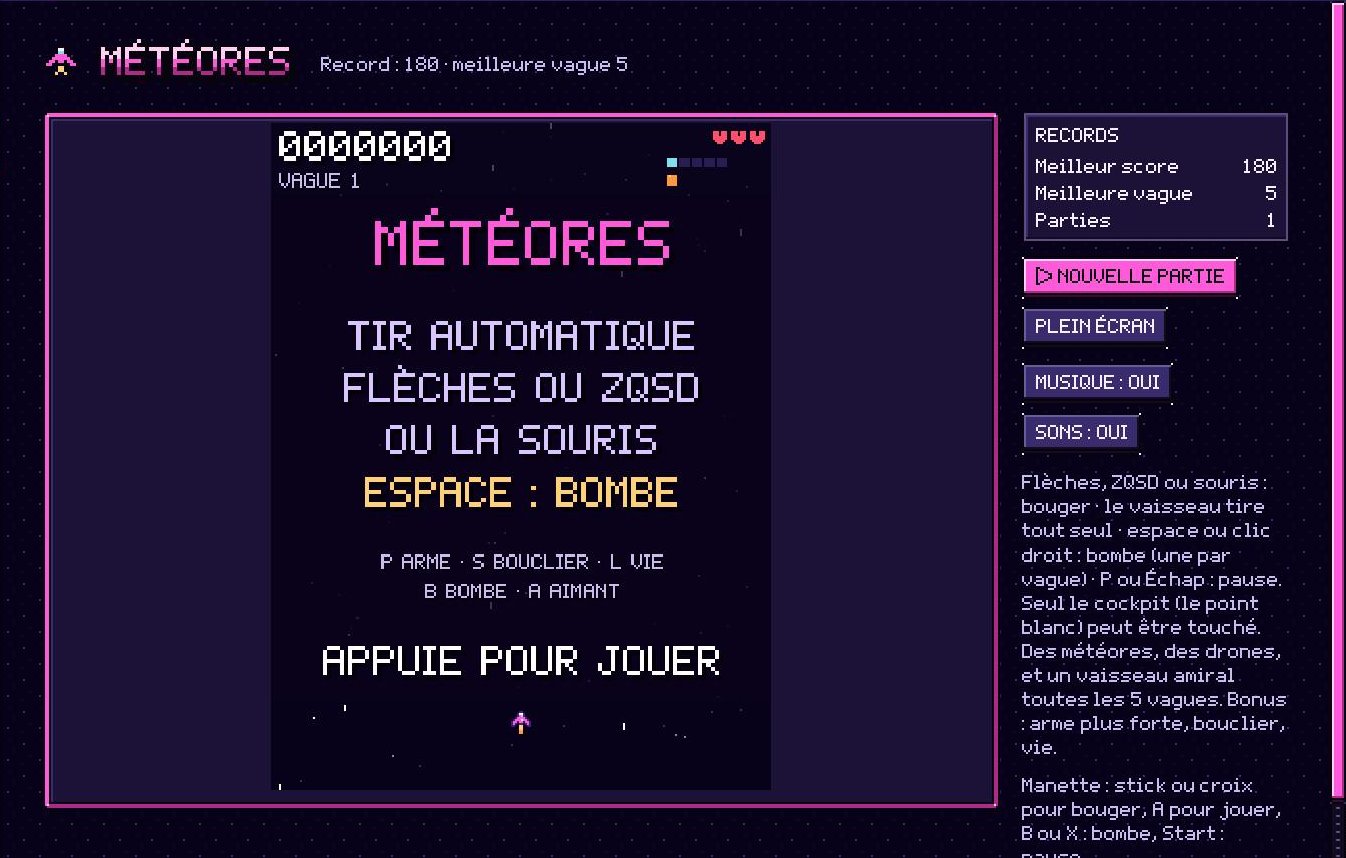 MÉTÉORES
Record : 180 · meilleure vague 5
0000000
VAGUE 1
MÉTÉORES
TIR AUTOMATIQUE
FLÈCHES OU ZQSD
OU LA SOURIS
ESPACE : BOMBE
P ARME · S BOUCLIER · L VIE
B BOMBE · A AIMANT
APPUIE POUR JOUER
RECORDS
Meilleur score 180
Meilleure vague 5
Parties 1
NOUVELLE PARTIE
PLEIN ÉCRAN
MUSIQUE : OUI
SONS : OUI
Flèches, ZQSD ou souris :
bouger · le vaisseau tire
tout seul · espace ou clic
droit : bombe (une par
vague) · P ou Échap : pause.
Seul le cockpit (le point
blanc) peut être touché.
Des météores, des drones,
et un vaisseau amiral
toutes les 5 vagues. Bonus
: arme plus forte, bouclier,
vie.
Manette : stick ou croix
pour bouger, A pour jouer,
B ou X : bombe, Start :